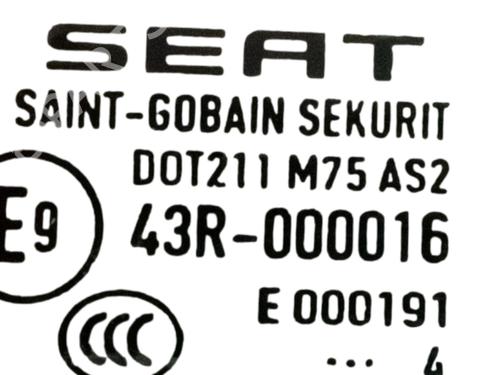 SEAT
SAINT-GOBAIN SEKURIT
DOT211 M75 AS2
E9 43R-000016
E 000191
CCC
... 4